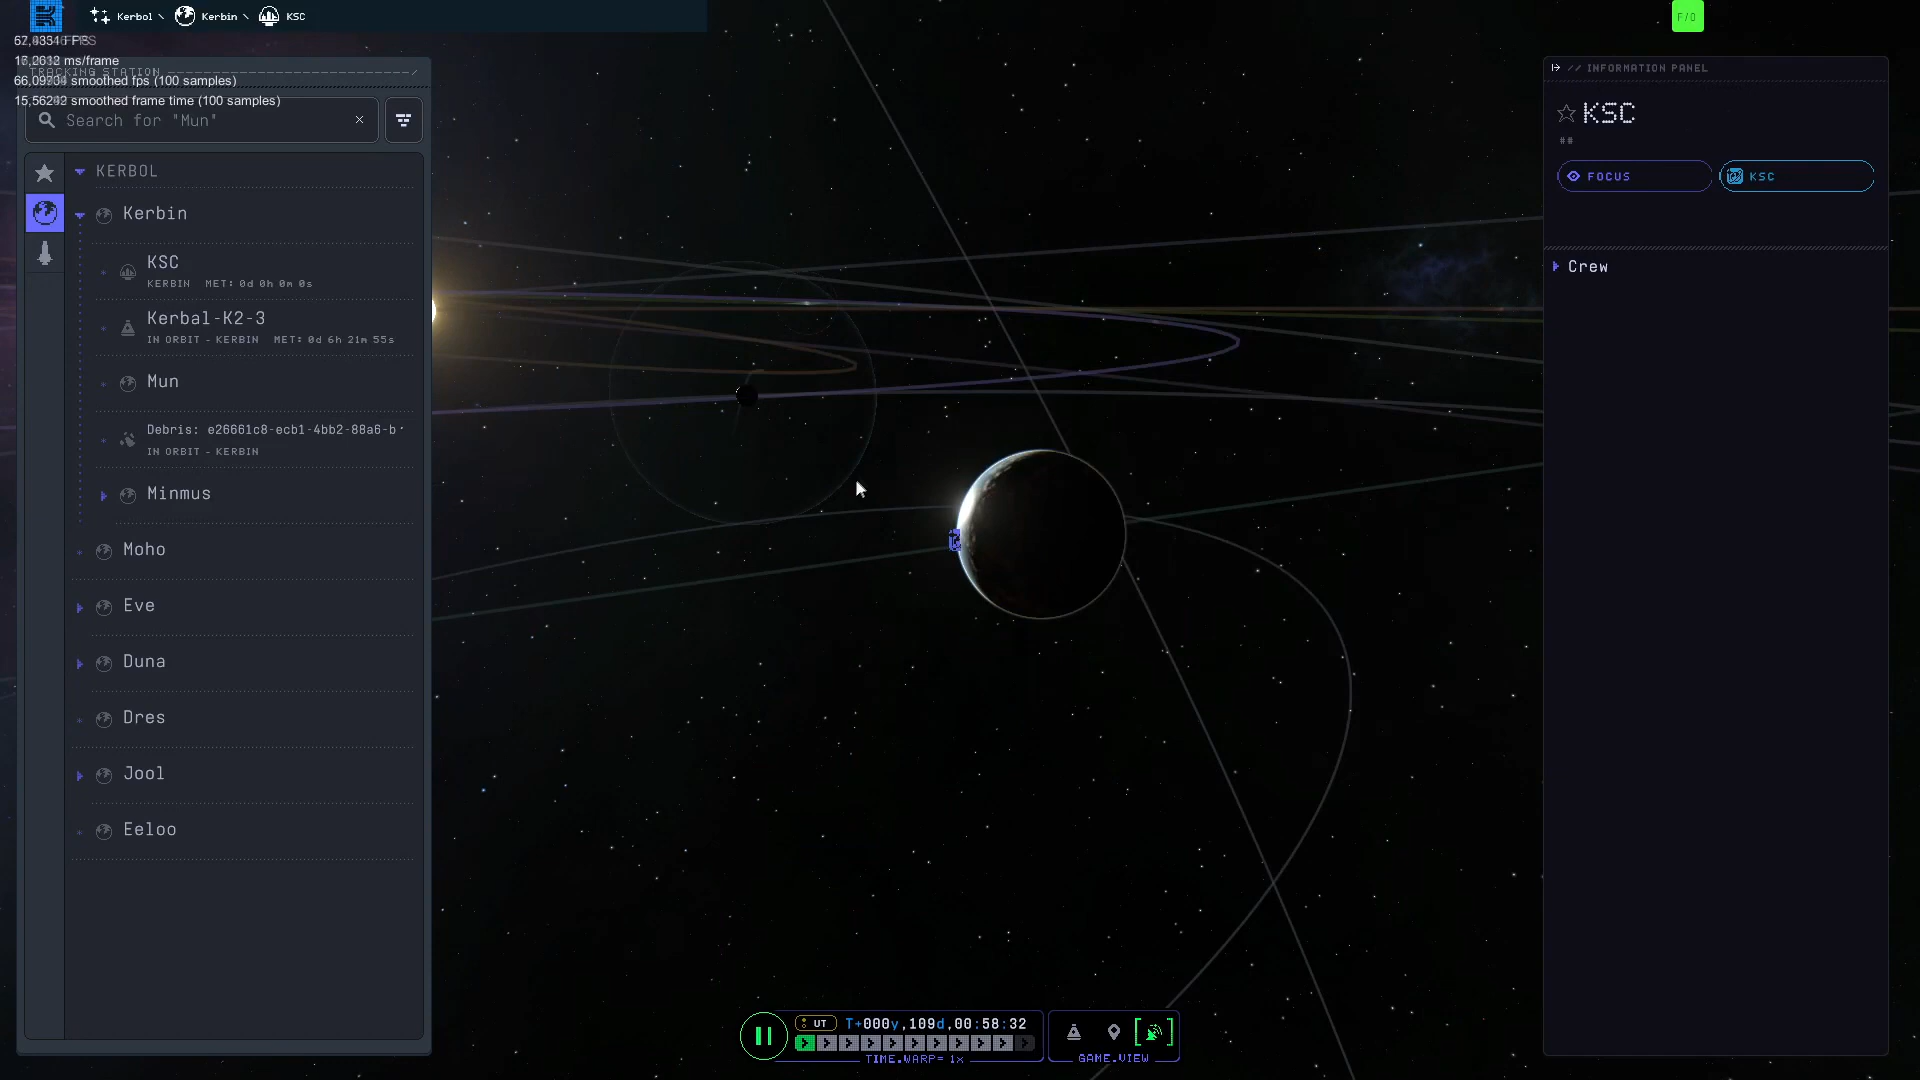 Kerbol
Kerbin
KSC
F/O
FPS
ms/frame
smoothed fps (100 samples)
smoothed frame time (100 samples)
TRACKING STATION
Search for "Mun"
KERBOL
Kerbin
KSC
KERBIN MET: 0d 0h 0m 0s
Kerbal-K2-3
IN ORBIT - KERBIN MET: 0d 6h 21m 55s
Mun
Debris: e26661c8-ecb1-4bb2-88a6-b
IN ORBIT - KERBIN
Minmus
Moho
Eve
Duna
Dres
Jool
Eeloo
UT T+000y,109d,00:58:32
TIME.WARP= 1x
GAME.VIEW
// INFORMATION PANEL
KSC
##
FOCUS
KSC
Crew